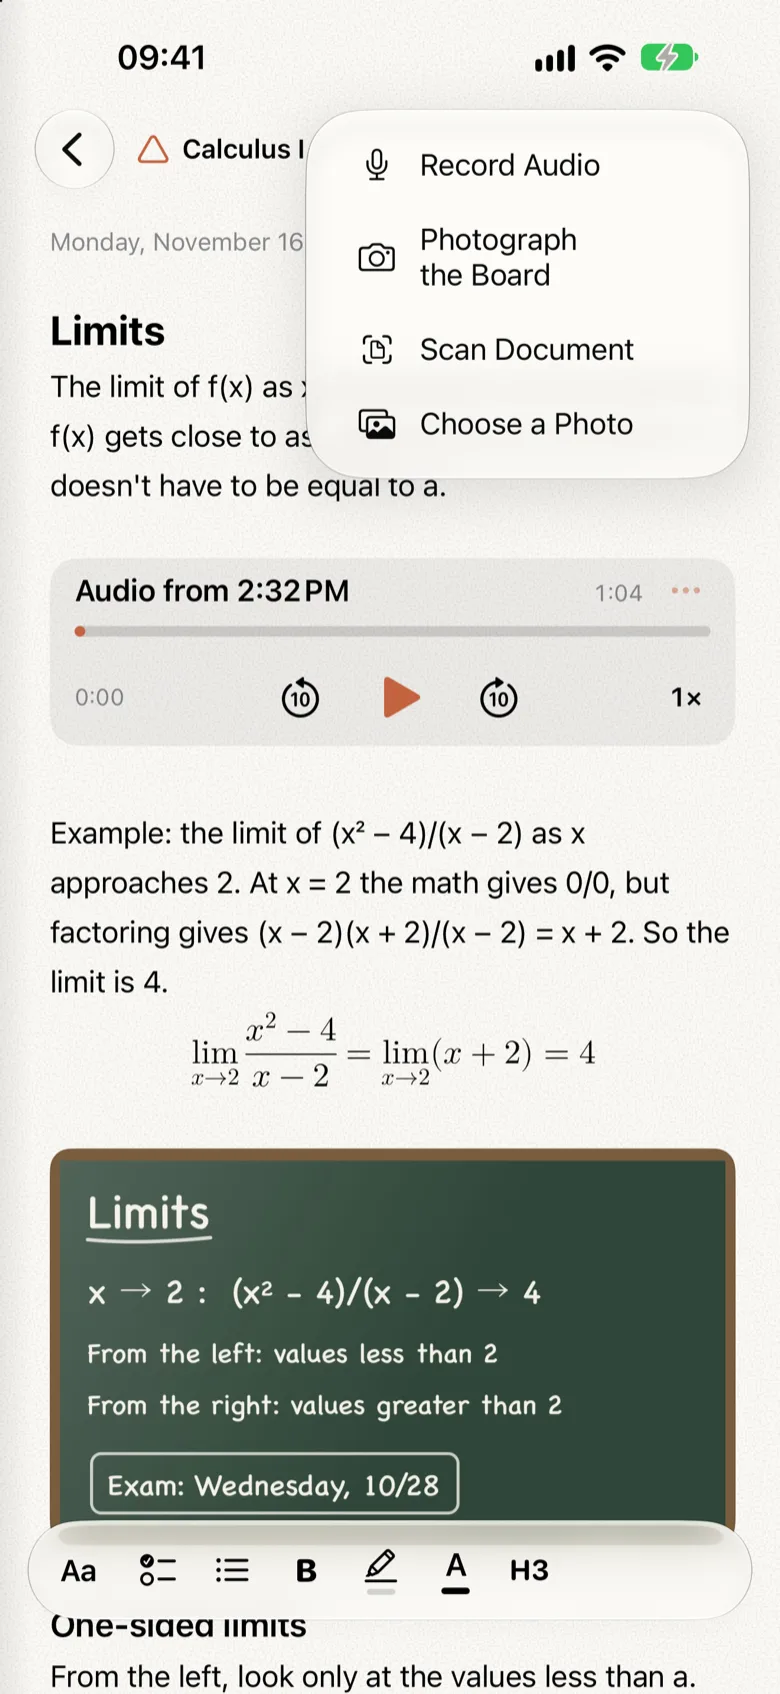 09:41
Calculus I
Record Audio
Photograph
the Board
Scan Document
Choose a Photo
Monday, November 16
Limits
The limit of f(x) as
f(x) gets close to as
doesn't have to be equal to a.
Audio from 2:32 PM
1:04
0:00
10
10
1×
Example: the limit of (x² – 4)/(x – 2) as x
approaches 2. At x = 2 the math gives 0/0, but
factoring gives (x – 2)(x + 2)/(x – 2) = x + 2. So the
limit is 4.
lim x→2 (x² − 4)/(x − 2) = lim x→2 (x + 2) = 4
Limits
x → 2 : (x² - 4)/(x - 2) → 4
From the left: values less than 2
From the right: values greater than 2
Exam: Wednesday, 10/28
Aa
B
A
H3
One-sided limits
From the left, look only at the values less than a.